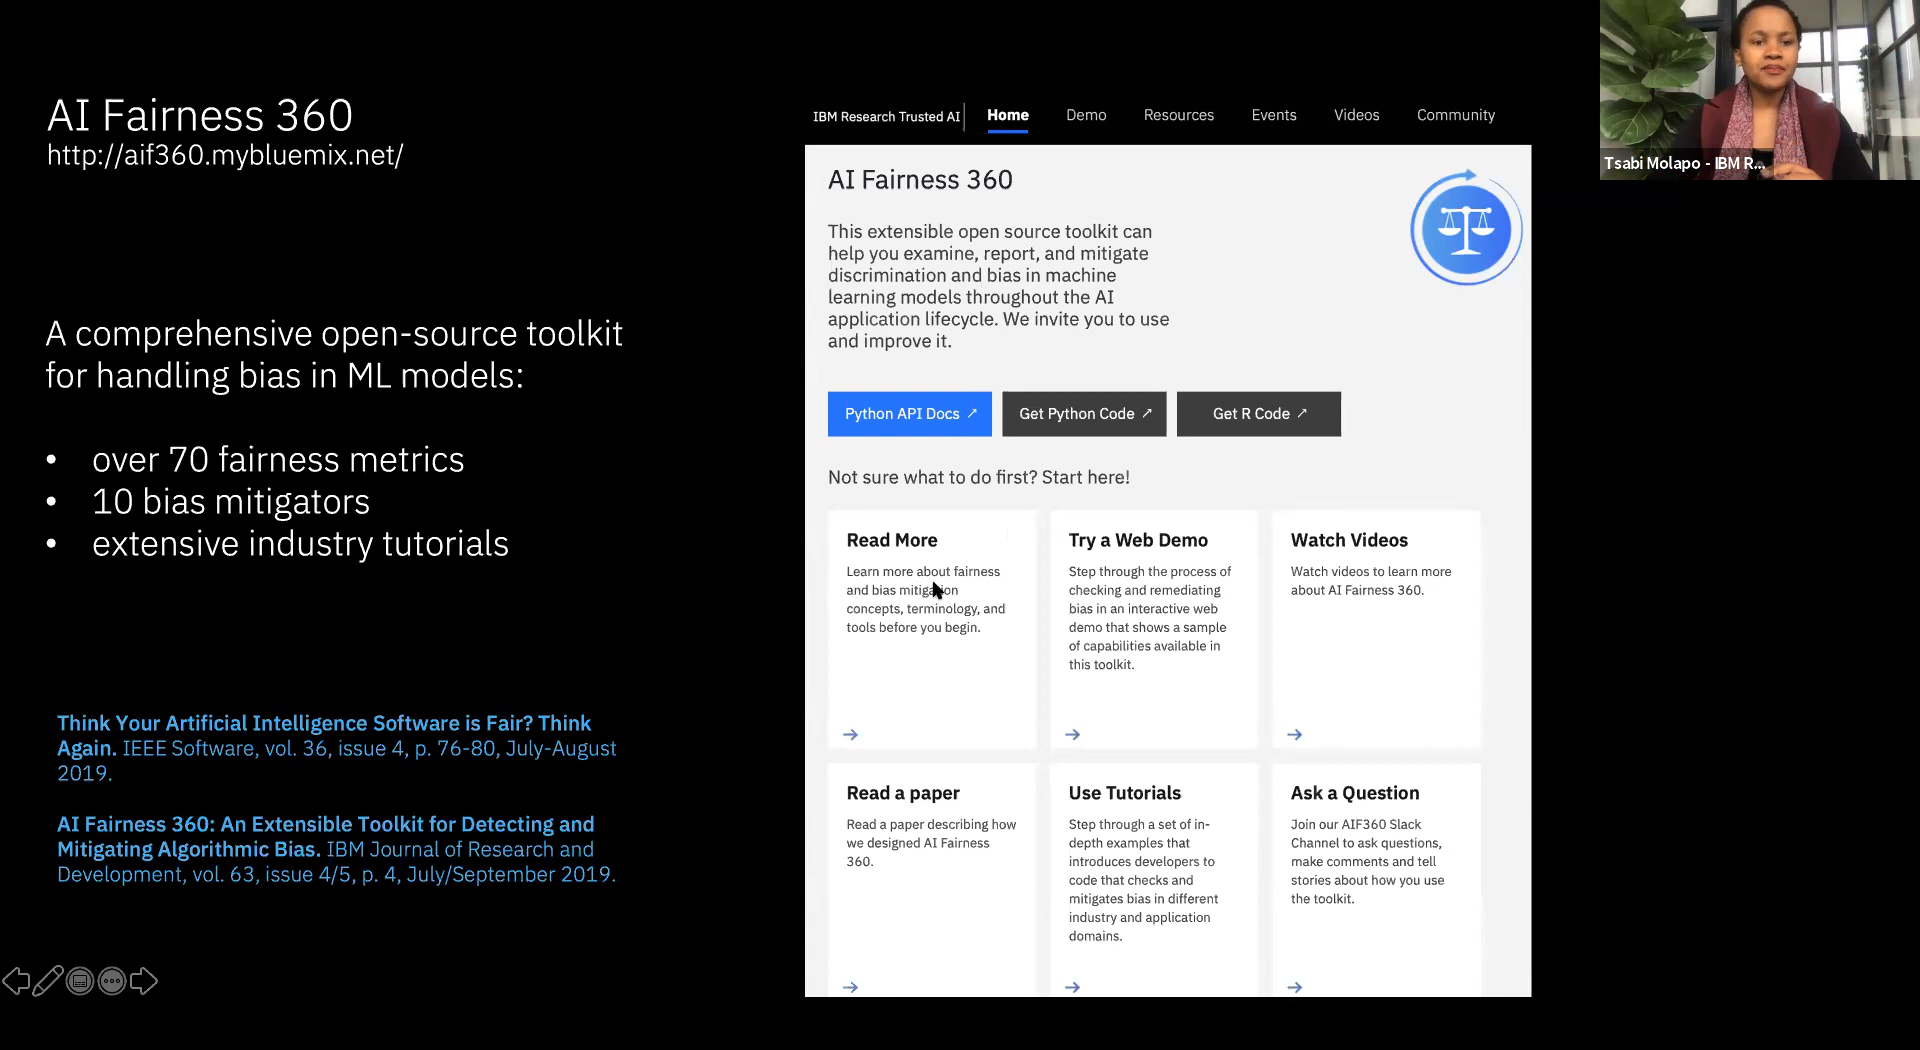 AI Fairness 360
http://aif360.mybluemix.net/
A comprehensive open-source toolkit
for handling bias in ML models:
• over 70 fairness metrics
• 10 bias mitigators
• extensive industry tutorials
Think Your Artificial Intelligence Software is Fair? Think
Again. IEEE Software, vol. 36, issue 4, p. 76-80, July-August
2019.
AI Fairness 360: An Extensible Toolkit for Detecting and
Mitigating Algorithmic Bias. IBM Journal of Research and
Development, vol. 63, issue 4/5, p. 4, July/September 2019.
IBM Research Trusted AI Home Demo Resources Events Videos Community
AI Fairness 360
This extensible open source toolkit can
help you examine, report, and mitigate
discrimination and bias in machine
learning models throughout the AI
application lifecycle. We invite you to use
and improve it.
Python API Docs ↗ Get Python Code ↗ Get R Code ↗
Not sure what to do first? Start here!
Read More
Learn more about fairness
and bias mitigation
concepts, terminology, and
tools before you begin.
→
Try a Web Demo
Step through the process of
checking and remediating
bias in an interactive web
demo that shows a sample
of capabilities available in
this toolkit.
→
Watch Videos
Watch videos to learn more
about AI Fairness 360.
→
Read a paper
Read a paper describing how
we designed AI Fairness
360.
→
Use Tutorials
Step through a set of in-
depth examples that
introduces developers to
code that checks and
mitigates bias in different
industry and application
domains.
→
Ask a Question
Join our AIF360 Slack
Channel to ask questions,
make comments and tell
stories about how you use
the toolkit.
→
Tsabi Molapo - IBM R...